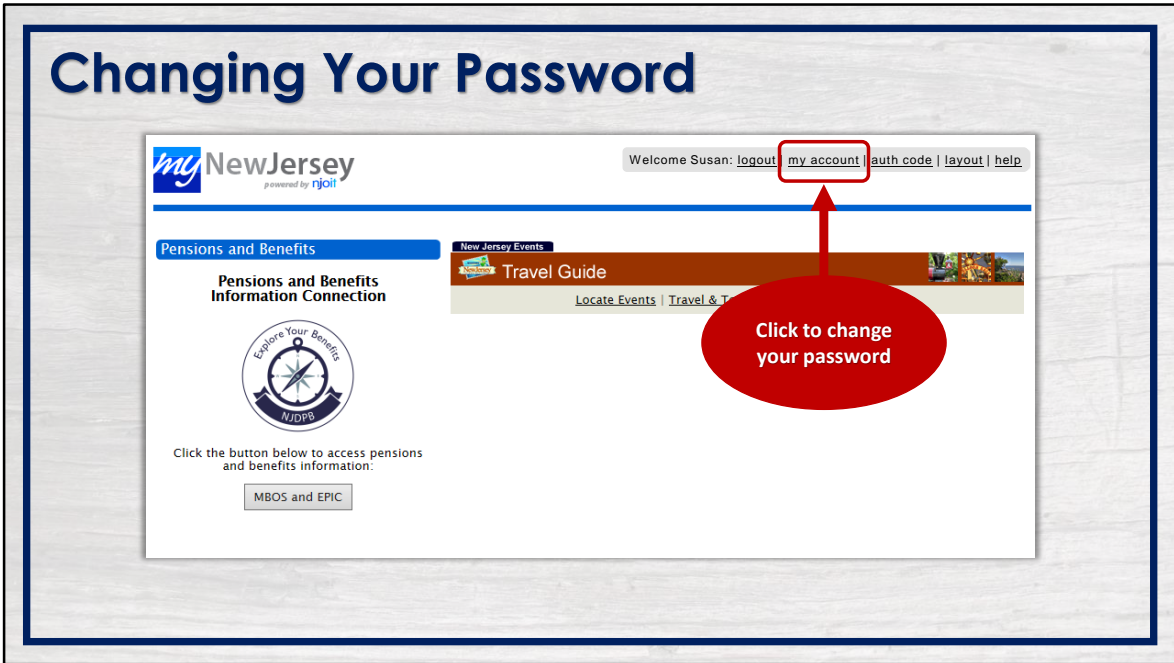 Changing Your Password
my NewJersey
powered by njoit
Welcome Susan: logout | my account | auth code | layout | help
Pensions and Benefits
Pensions and Benefits
Information Connection
Explore Your Benefits
NJDPB
Click the button below to access pensions
and benefits information:
MBOS and EPIC
New Jersey Events
NewJersey
Travel Guide
Locate Events | Travel &
Click to change
your password